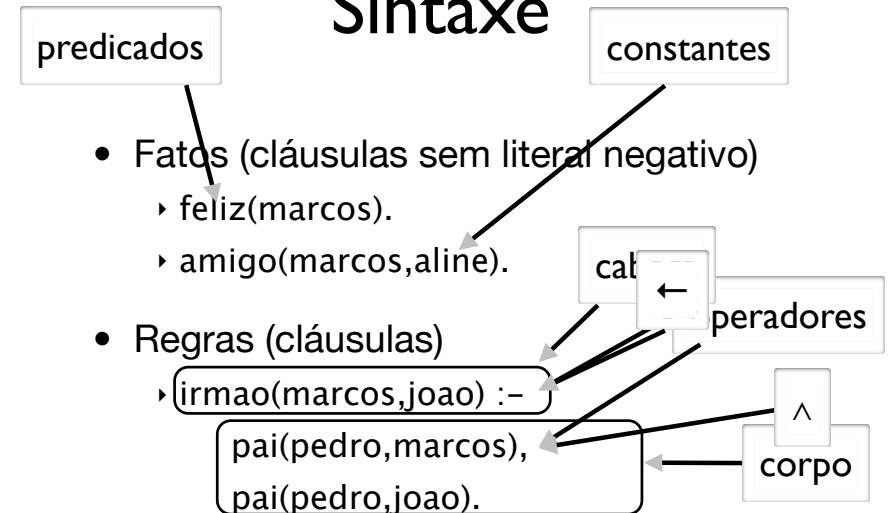 Sintaxe
predicados
constantes
• Fatos (cláusulas sem literal negativo)
‣ feliz(marcos).
‣ amigo(marcos,aline).
←
• Regras (cláusulas)
‣ irmao(marcos,joao) :-
pai(pedro,marcos),
pai(pedro,joao).
∧
corpo